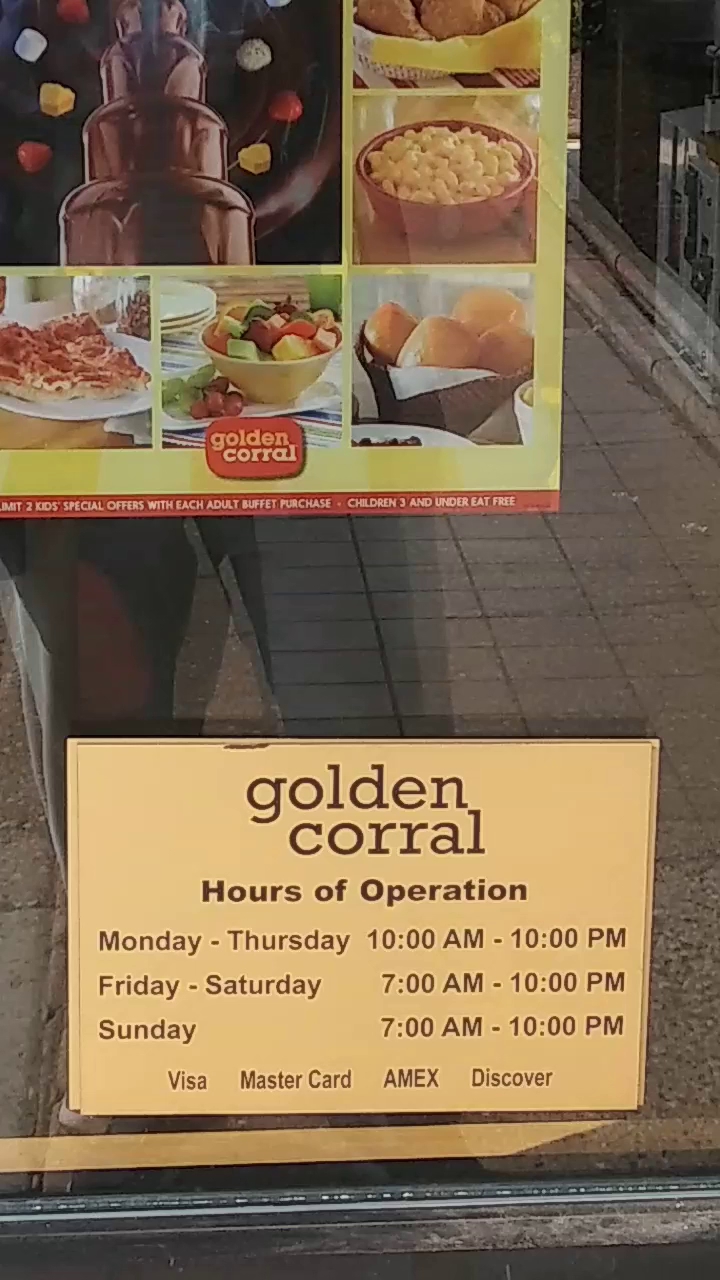 golden
corral
LIMIT 2 KIDS' SPECIAL OFFERS WITH EACH ADULT BUFFET PURCHASE • CHILDREN 3 AND UNDER EAT FREE
golden
corral
Hours of Operation
Monday - Thursday 10:00 AM - 10:00 PM
Friday - Saturday 7:00 AM - 10:00 PM
Sunday 7:00 AM - 10:00 PM
Visa Master Card AMEX Discover